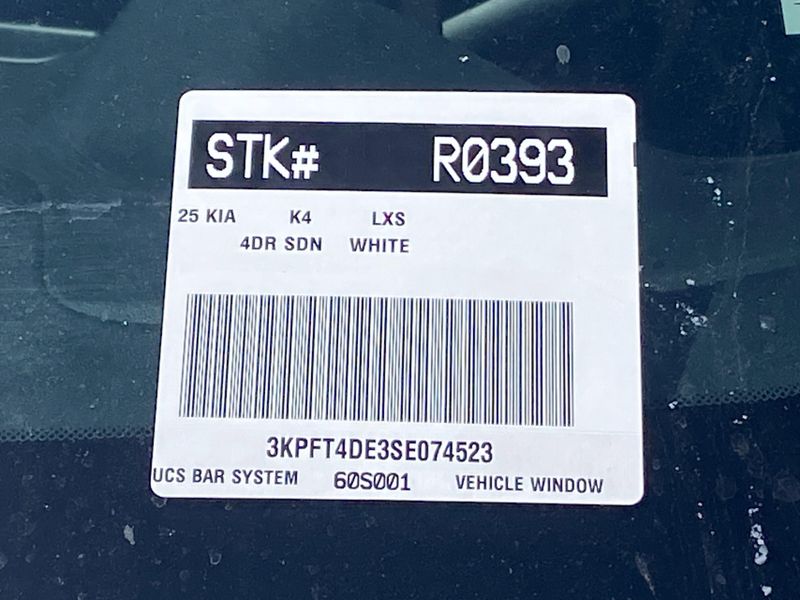 STK# R0393
25 KIA K4 LXS
4DR SDN WHITE
3KPFT4DE3SE074523
UCS BAR SYSTEM 60S001 VEHICLE WINDOW